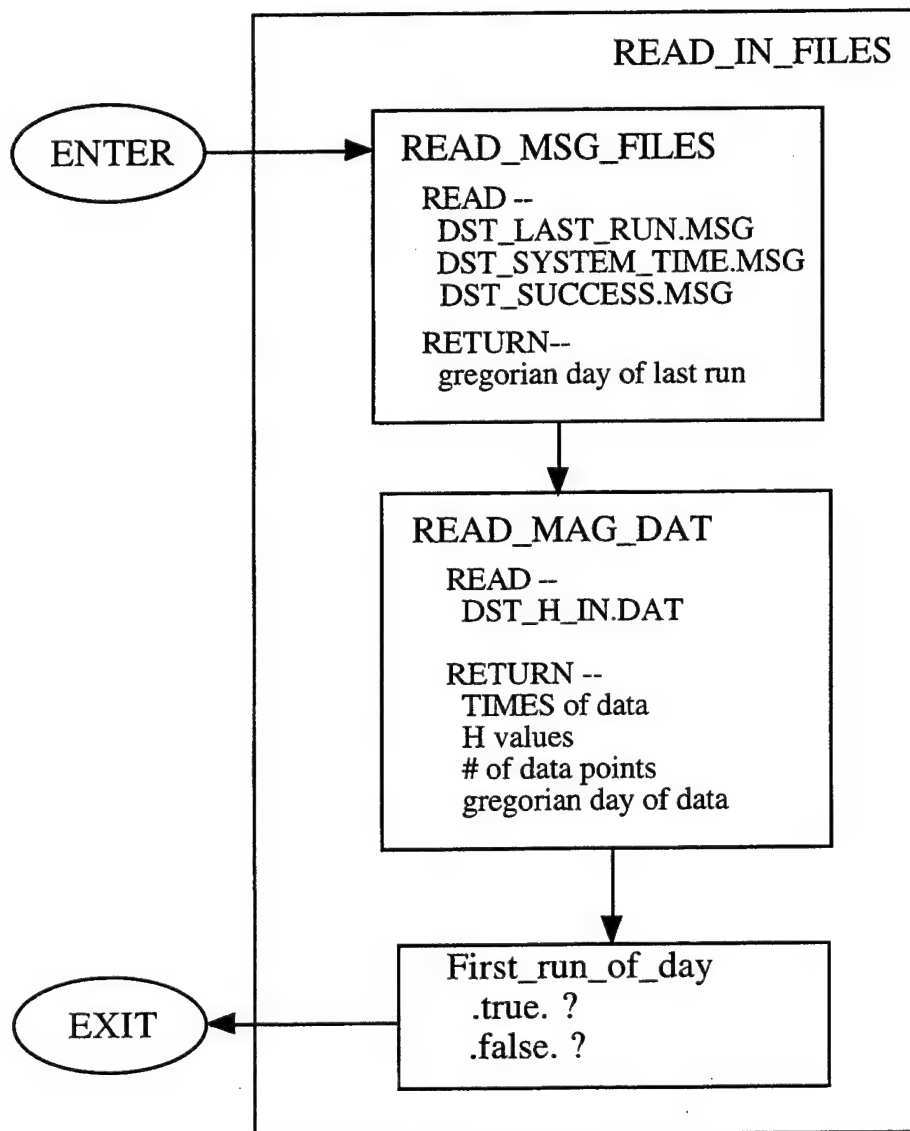 READ_IN_FILES
ENTER
READ_MSG_FILES
READ --
DST_LAST_RUN.MSG
DST_SYSTEM_TIME.MSG
DST_SUCCESS.MSG
RETURN--
gregorian day of last run
READ_MAG_DAT
READ --
DST_H_IN.DAT
RETURN --
TIMES of data
H values
# of data points
gregorian day of data
First_run_of_day
.true. ?
.false. ?
EXIT